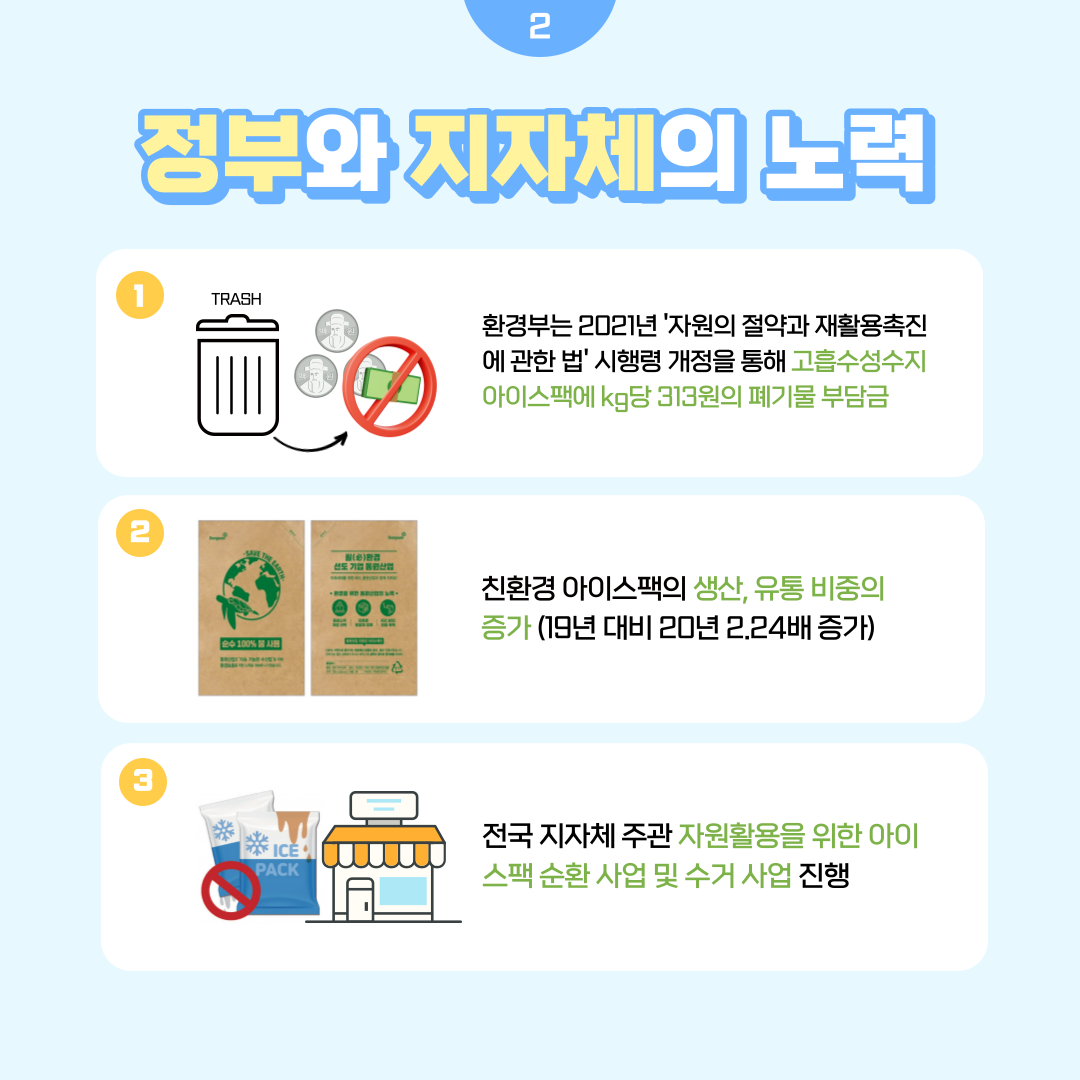 2
정부와 지자체의 노력
1
TRASH
환경부는 2021년 '자원의 절약과 재활용촉진
에 관한 법' 시행령 개정을 통해 고흡수성수지
아이스팩에 kg당 313원의 폐기물 부담금
2
SAVE THE EARTH
순수 100% 물 사용
필(必)환경
선도 기업 동원산업
친환경 아이스팩의 생산, 유통 비중의
증가 (19년 대비 20년 2.24배 증가)
3
ICE
PACK
전국 지자체 주관 자원활용을 위한 아이
스팩 순환 사업 및 수거 사업 진행